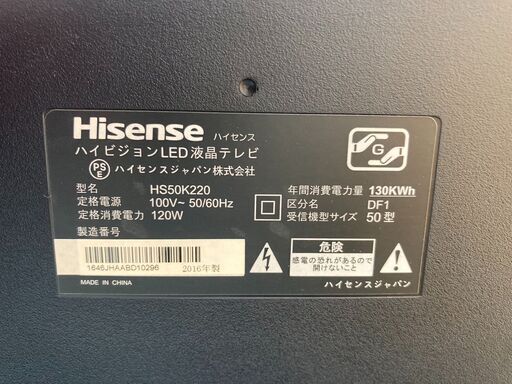 Hisense ハイセンス
ハイビジョンLED液晶テレビ
PS
E
ハイセンスジャパン株式会社
G
型名 HS50K220
定格電源 100V~ 50/60Hz
定格消費電力 120W
製造番号
年間消費電力量 130KWh
区分名 DF1
受信機型サイズ 50型
1646JHAABD10296 2016年製
MADE IN CHINA
危険
感電の恐れがあるので
開けないこと
ハイセンスジャパン